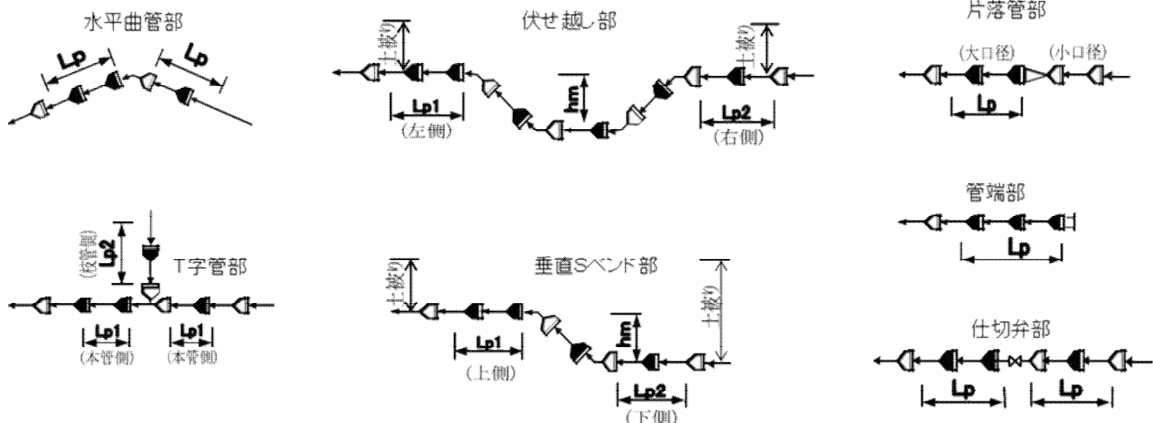 水平曲管部
Lp
Lp
伏せ越し部
土被り
土被り
hm
Lp1
(左側)
Lp2
(右側)
片落管部
(大口径)
(小口径)
Lp
T字管部
(枝管側)
Lp2
Lp1
(本管側)
Lp1
(本管側)
垂直Sベンド部
土被り
土被り
hm
Lp1
(上側)
Lp2
(下側)
管端部
Lp
仕切弁部
Lp
Lp